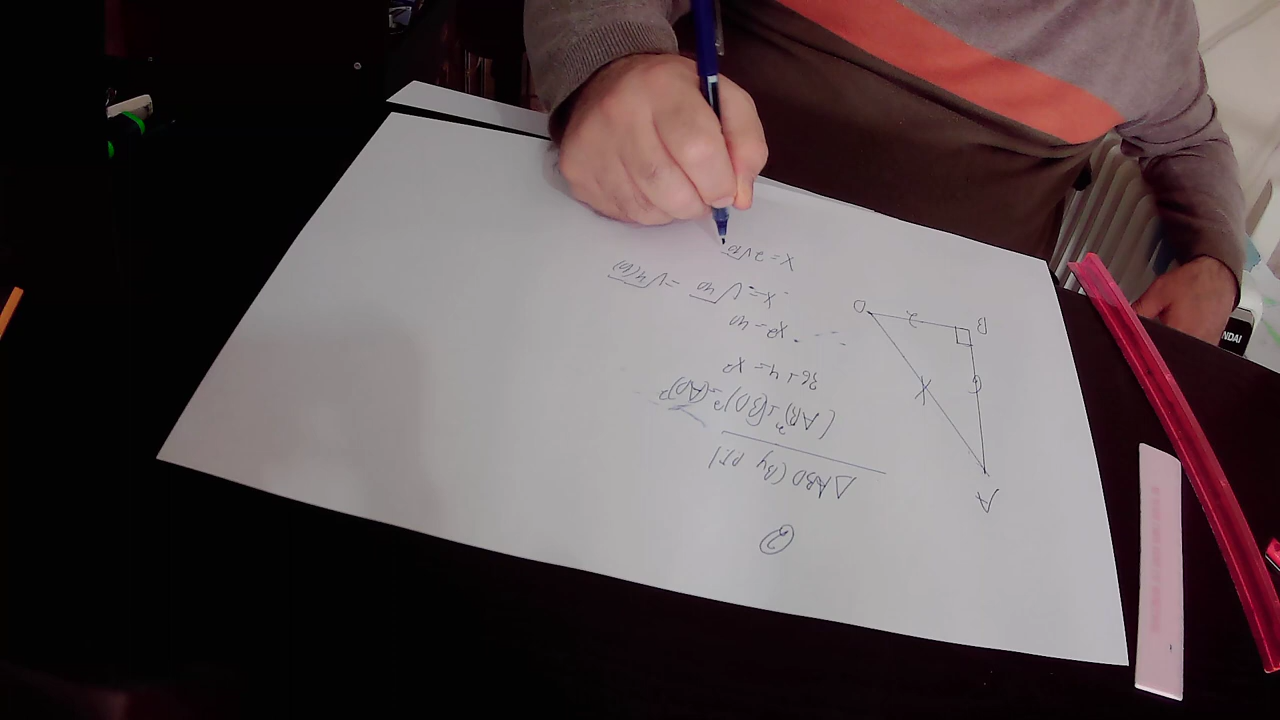 ②
△ABD (By P.T)
(AB)²+(BD)²=(AD)²
36+4=x²
x²=40
x=√40 =√4(10)
x=2√10
A
B
D
6
2
x
NDAI